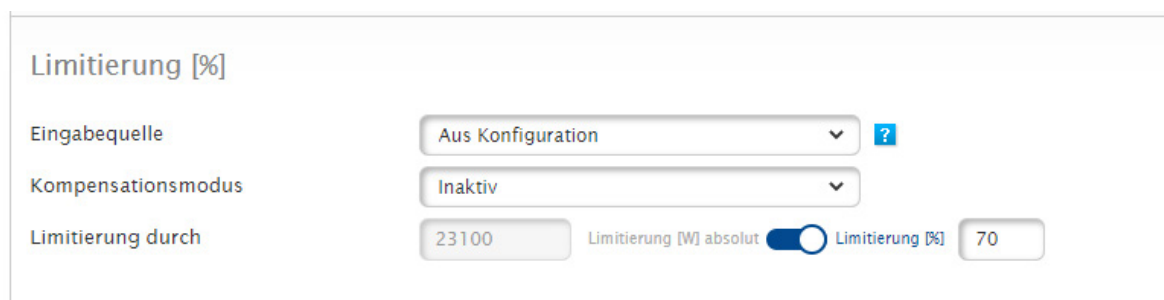 Limitierung [%]
Eingabequelle Aus Konfiguration ?
Kompensationsmodus Inaktiv
Limitierung durch 23100 Limitierung [W] absolut Limitierung [%] 70